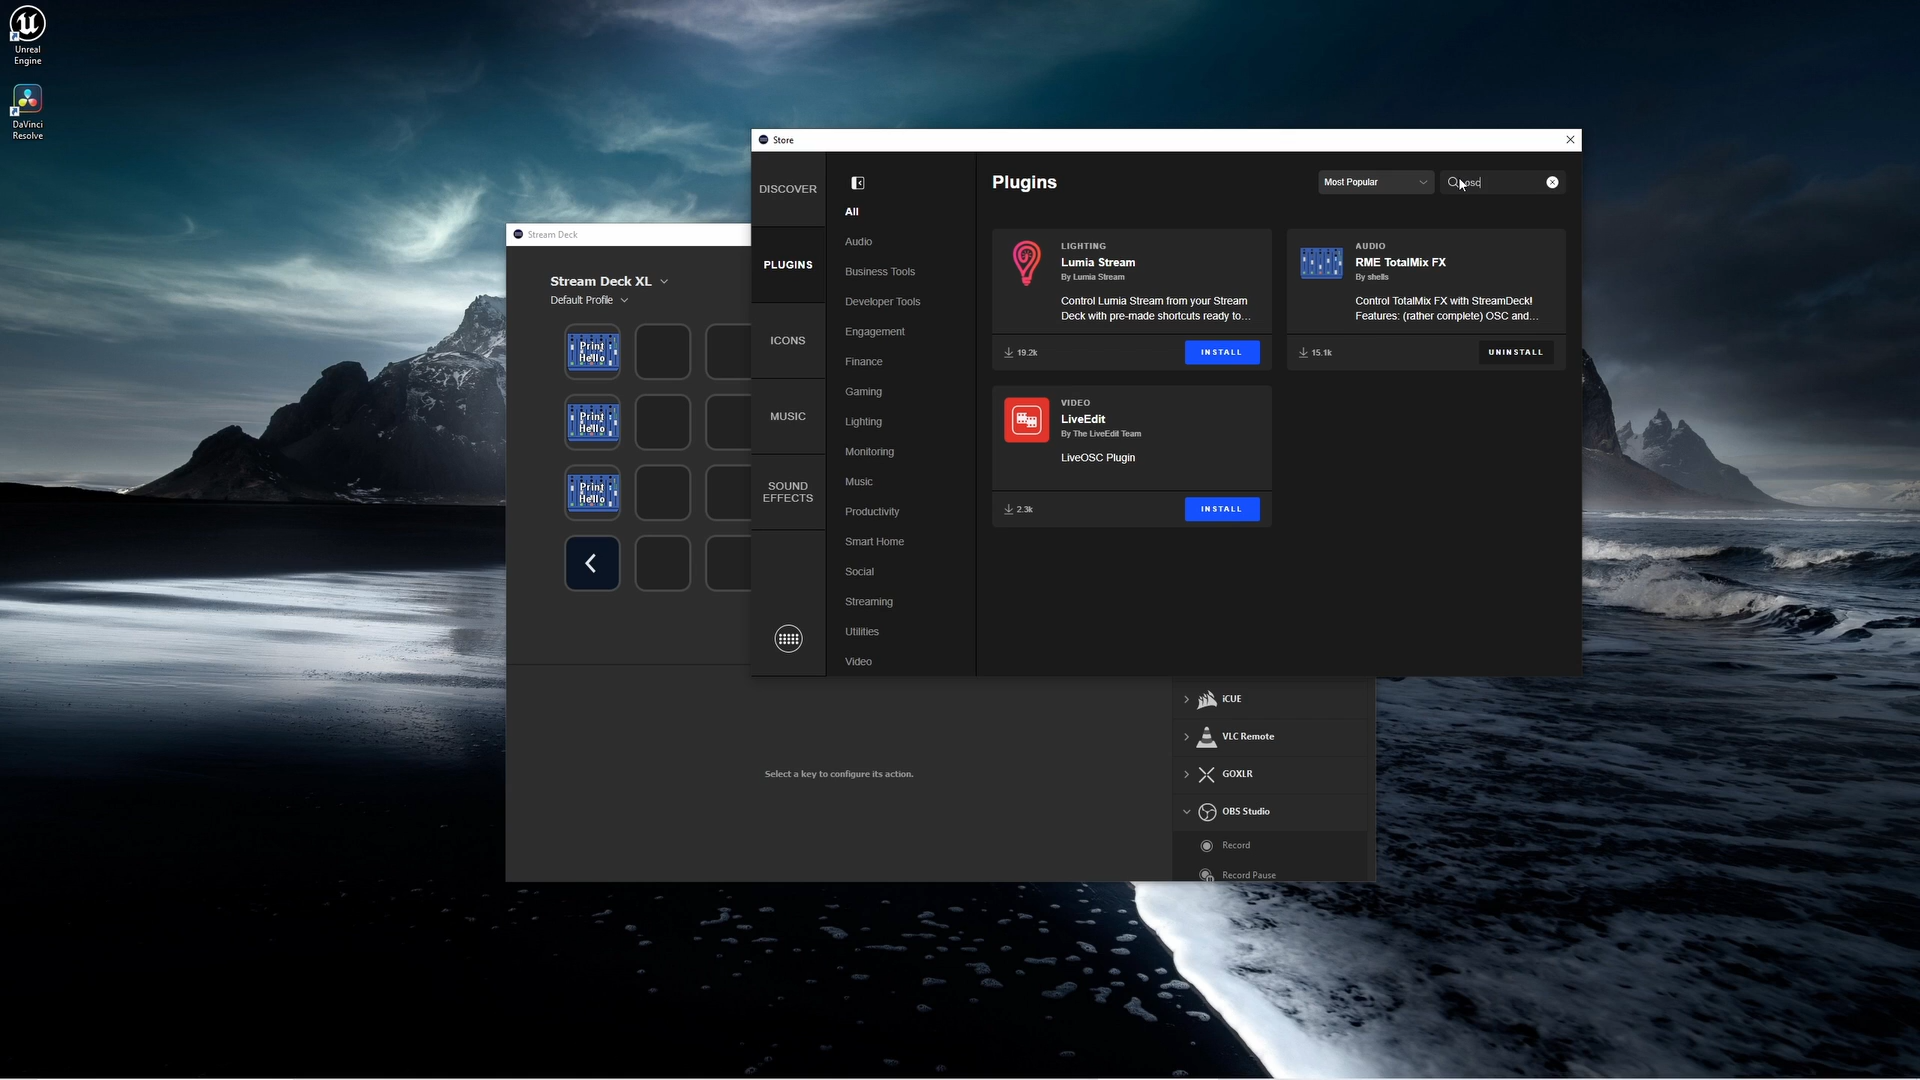 Unreal
Engine
DaVinci
Resolve
Store
DISCOVER
PLUGINS
ICONS
MUSIC
SOUND
EFFECTS
All
Audio
Business Tools
Developer Tools
Engagement
Finance
Gaming
Lighting
Monitoring
Music
Productivity
Smart Home
Social
Streaming
Utilities
Video
Plugins
Most Popular
osc
LIGHTING
Lumia Stream
By Lumia Stream
Control Lumia Stream from your Stream
Deck with pre-made shortcuts ready to...
19.2k
INSTALL
AUDIO
RME TotalMix FX
By shells
Control TotalMix FX with StreamDeck!
Features: (rather complete) OSC and...
15.1k
UNINSTALL
VIDEO
LiveEdit
By The LiveEdit Team
LiveOSC Plugin
2.3k
INSTALL
Stream Deck
Stream Deck XL
Default Profile
Print
Hello
Print
Hello
Print
Hello
Select a key to configure its action.
iCUE
VLC Remote
GOXLR
OBS Studio
Record
Record Pause